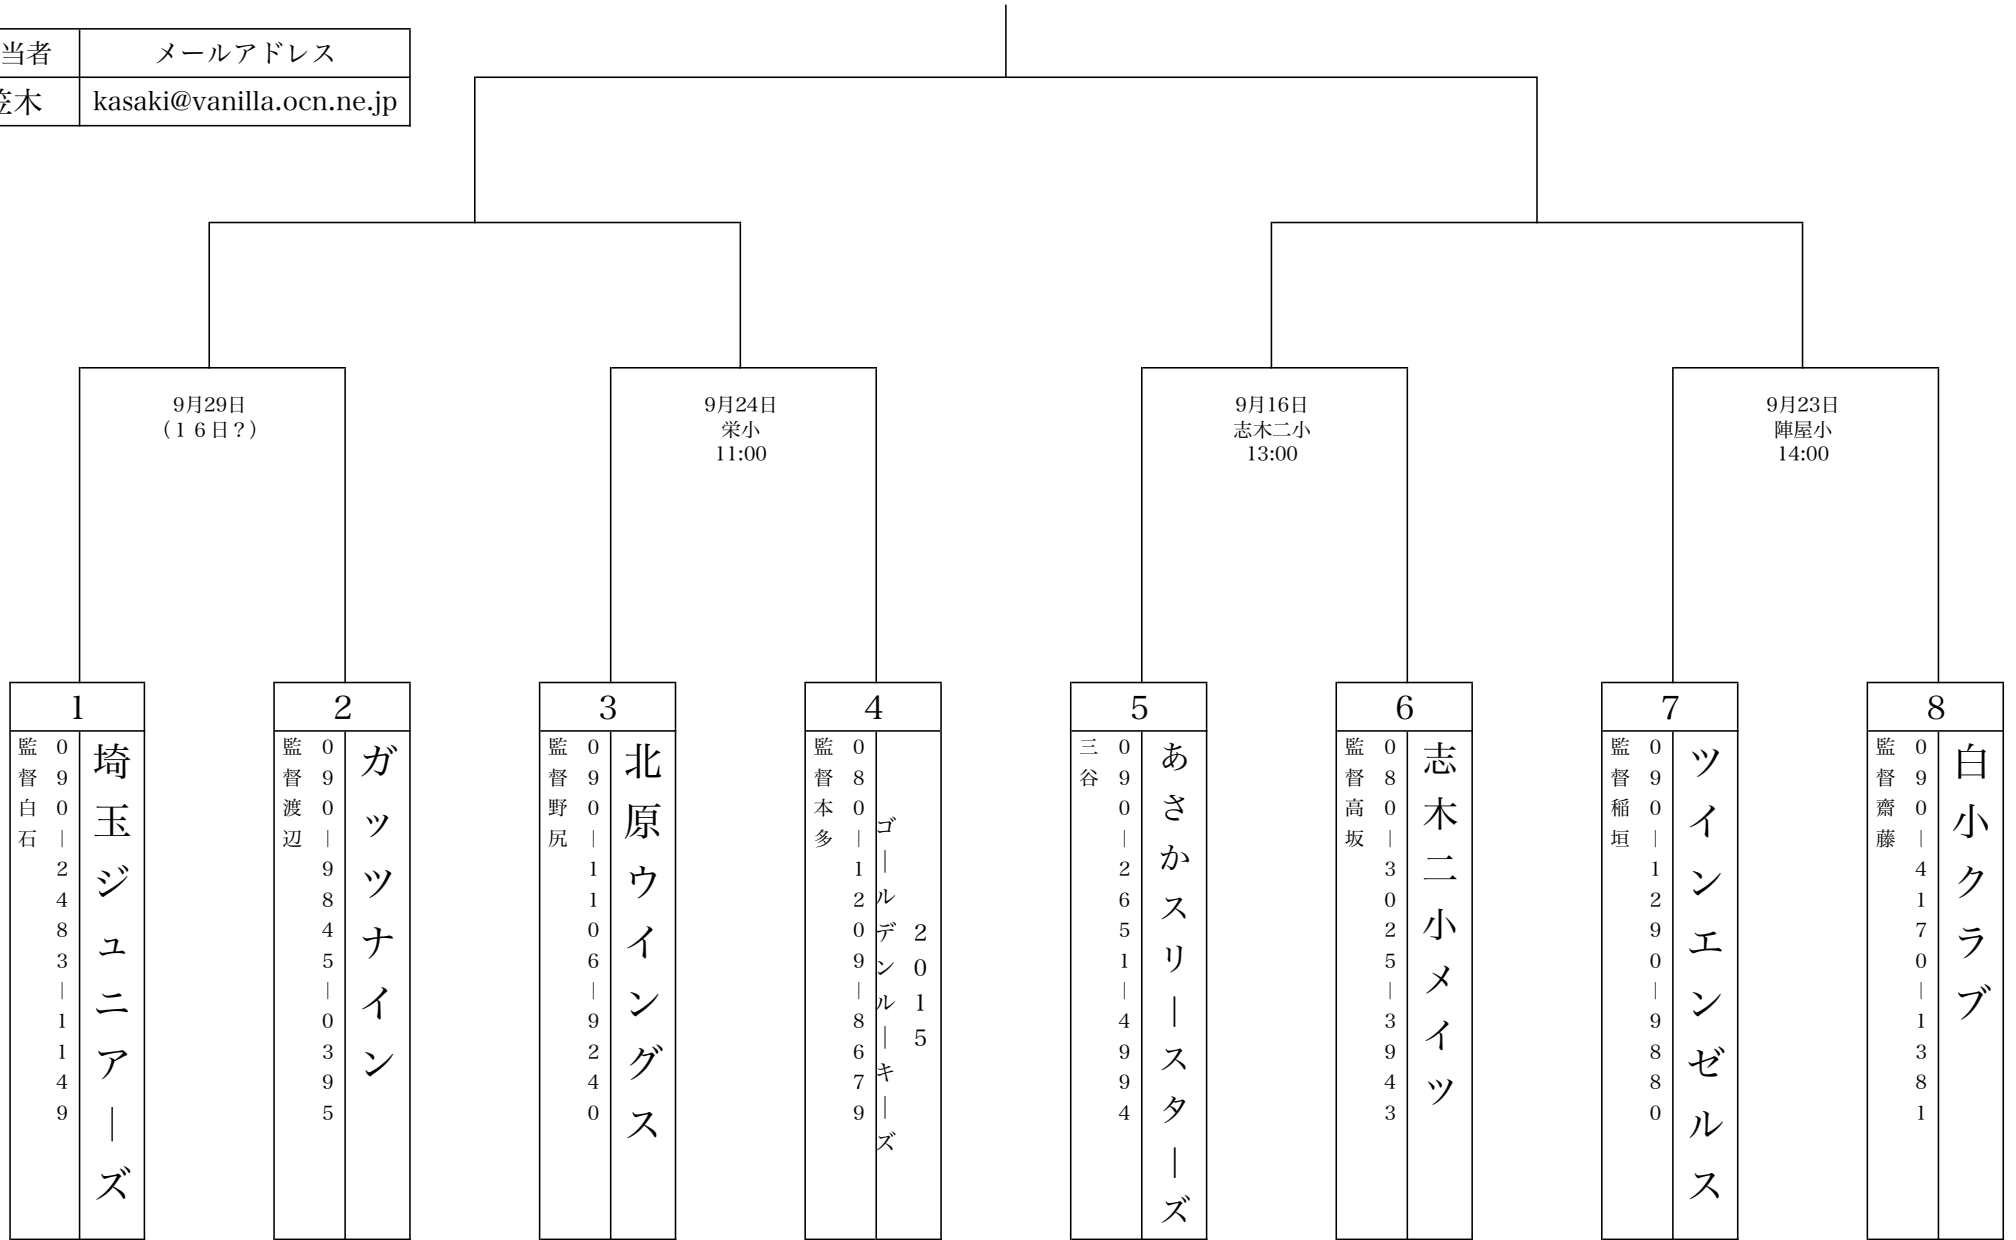 当者
メールアドレス
笠木
kasaki@vanilla.ocn.ne.jp
9月29日
（１６日？）
9月24日
栄小
11:00
9月16日
志木二小
13:00
9月23日
陣屋小
14:00
1
埼玉ジュニアーズ
090―2483―1149
監督白石
2
ガッツナイン
090―9845―0395
監督渡辺
3
北原ウイングス
090―1106―9240
監督野尻
4
ゴールデンルーキーズ
2015
080―1209―8679
監督本多
5
あさかスリースターズ
090―2651―4994
三谷
6
志木二小メイツ
080―3025―3943
監督高坂
7
ツインエンゼルス
090―1290―9880
監督稲垣
8
白小クラブ
090―4170―1381
監督齋藤